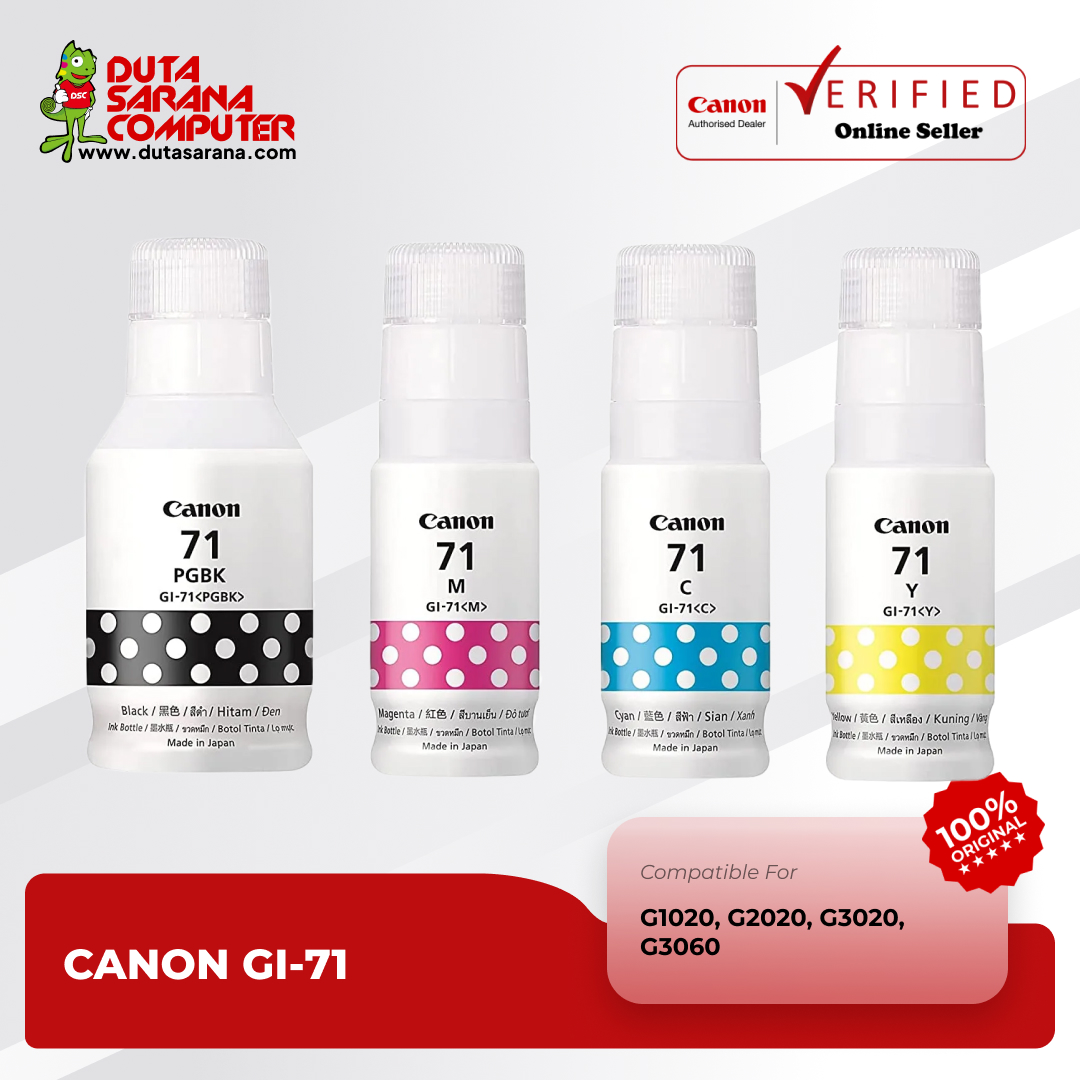 DUTA
SARANA
COMPUTER
www.dutasarana.com
DSC
Canon
Authorised Dealer
VERIFIED
Online Seller
Canon
71
PGBK
GI-71<PGBK>
Black / 黒色 / สีดำ / Hitam / Đen
Ink Bottle / 墨水瓶 / ขวดหมึก / Botol Tinta / Lọ mực
Made in Japan
Canon
71
M
GI-71<M>
Magenta / 紅色 / สีบานเย็น / Đỏ tươi
Ink Bottle / 墨水瓶 / ขวดหมึก / Botol Tinta / Lọ mực
Made in Japan
Canon
71
C
GI-71<C>
Cyan / 藍色 / สีฟ้า / Sian / Xanh
Ink Bottle / 墨水瓶 / ขวดหมึก / Botol Tinta / Lọ mực
Made in Japan
Canon
71
Y
GI-71<Y>
Yellow / 黃色 / สีเหลือง / Kuning / Vàng
Ink Bottle / 墨水瓶 / ขวดหมึก / Botol Tinta / Lọ mực
Made in Japan
100%
ORIGINAL
Compatible For
G1020, G2020, G3020,
G3060
CANON GI-71